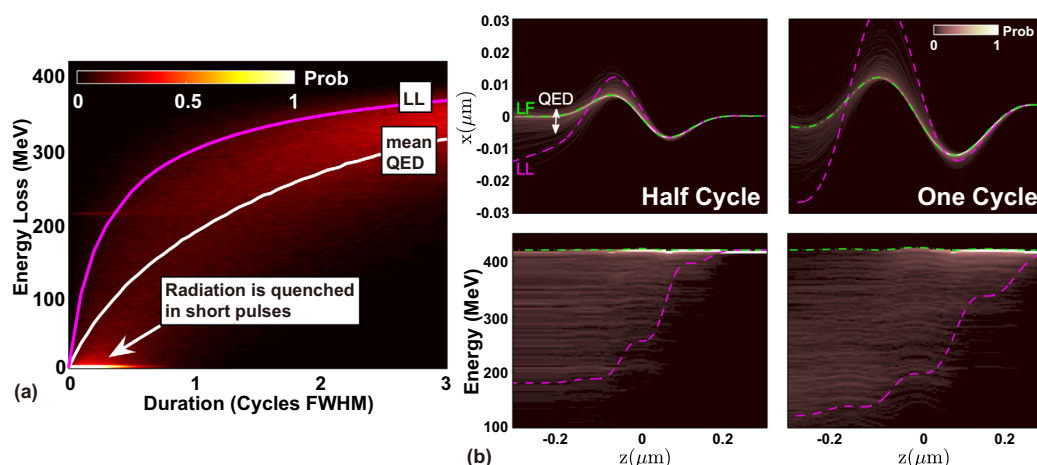 (a)
400
300
200
100
0
Energy Loss (MeV)
Prob
0
0.5
1
LL
mean
QED
Radiation is quenched
in short pulses
0
1
2
3
Duration (Cycles FWHM)
(b)
0.03
0.02
0.01
0
-0.01
-0.02
-0.03
x(μm)
LF
QED
LL
Half Cycle
Prob
0
1
One Cycle
400
300
200
100
Energy (MeV)
-0.2
0
0.2
z(μm)
-0.2
0
0.2
z(μm)